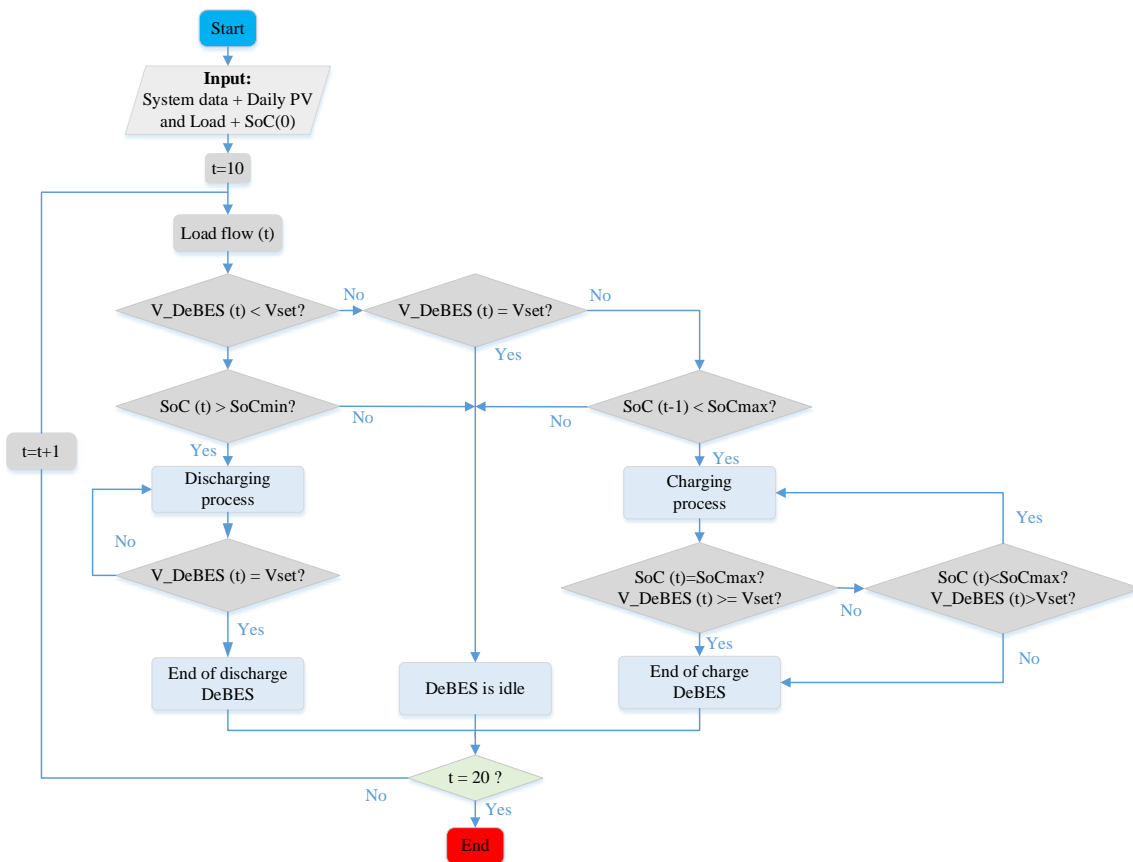 Start
Input:
System data + Daily PV
and Load + SoC(0)
t=10
Load flow (t)
V_DeBES (t) < Vset?
No
V_DeBES (t) = Vset?
No
Yes
SoC (t) > SoCmin?
No
SoC (t-1) < SoCmax?
No
t=t+1
Yes
Yes
Discharging
process
Charging
process
No
Yes
V_DeBES (t) = Vset?
SoC (t)=SoCmax?
V_DeBES (t) >= Vset?
No
SoC (t)<SoCmax?
V_DeBES (t)>Vset?
Yes
Yes
No
End of discharge
DeBES
DeBES is idle
End of charge
DeBES
t = 20 ?
No
Yes
End